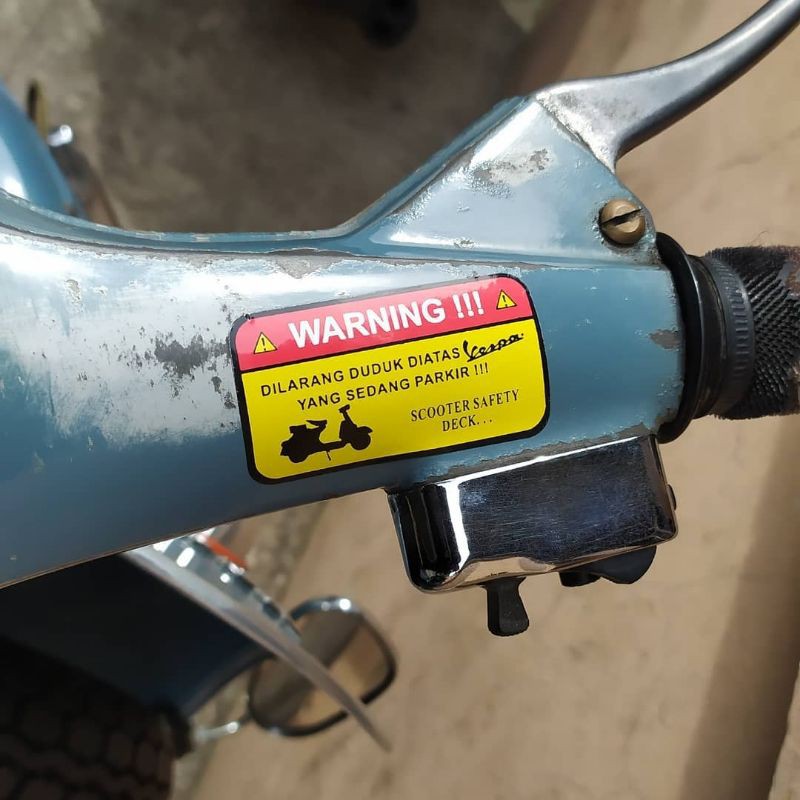 WARNING !!!
DILARANG DUDUK DIATAS Vespa
YANG SEDANG PARKIR !!!
SCOOTER SAFETY
DECK...